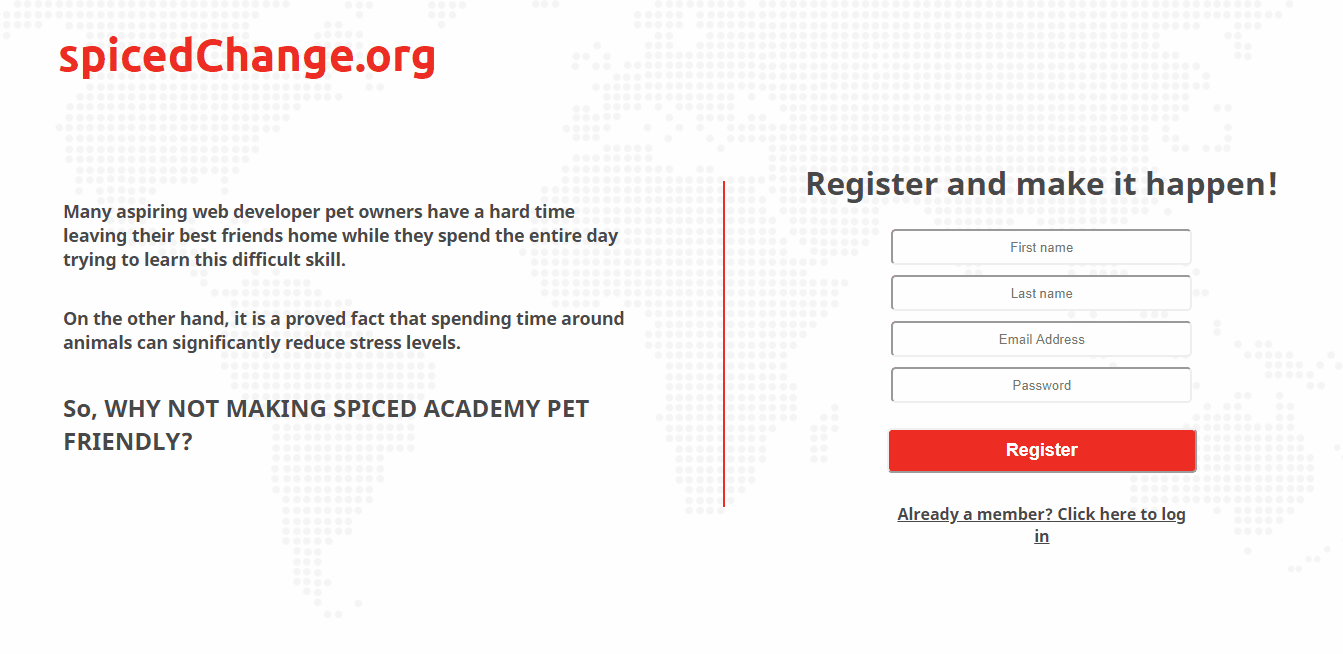 spicedChange.org
Many aspiring web developer pet owners have a hard time
leaving their best friends home while they spend the entire day
trying to learn this difficult skill.
On the other hand, it is a proved fact that spending time around
animals can significantly reduce stress levels.
So, WHY NOT MAKING SPICED ACADEMY PET
FRIENDLY?
Register and make it happen!
First name
Last name
Email Address
Password
Register
Already a member? Click here to log
in